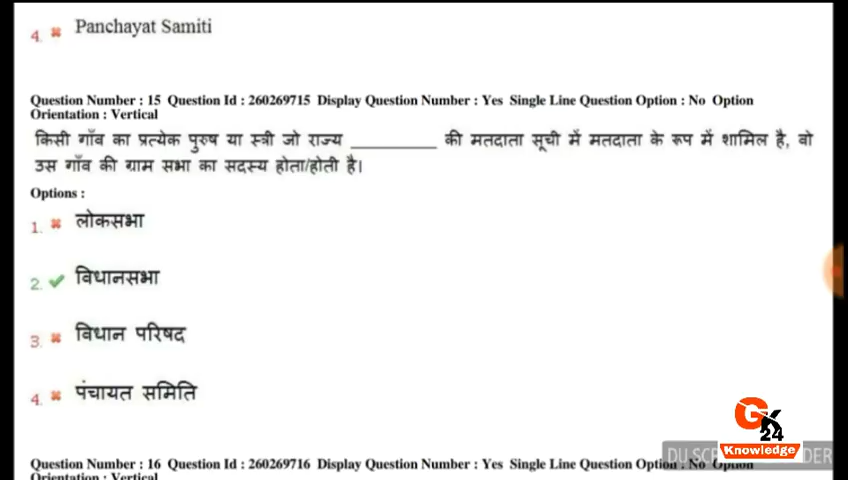 4. Panchayat Samiti
Question Number : 15 Question Id : 260269715 Display Question Number : Yes Single Line Question Option : No Option
Orientation : Vertical
किसी गाँव का प्रत्येक पुरुष या स्त्री जो राज्य _________ की मतदाता सूची में मतदाता के रूप में शामिल है, वो
उस गाँव की ग्राम सभा का सदस्य होता/होती है।
Options :
1. लोकसभा
2. विधानसभा
3. विधान परिषद
4. पंचायत समिति
GK
24
Knowledge
Question Number : 16 Question Id : 260269716 Display Question Number : Yes Single Line Question Option : No Option
Orientation : Vertical